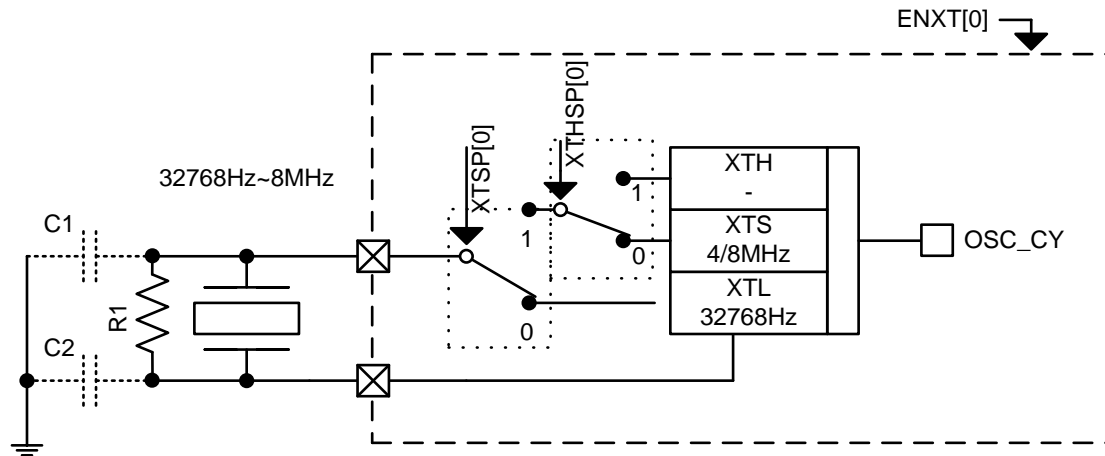 ENXT[0]
XTHSP[0]
XTSP[0]
32768Hz~8MHz
XTH
-
1
C1
1
XTS
4/8MHz
0
OSC_CY
R1
XTL
32768Hz
0
C2